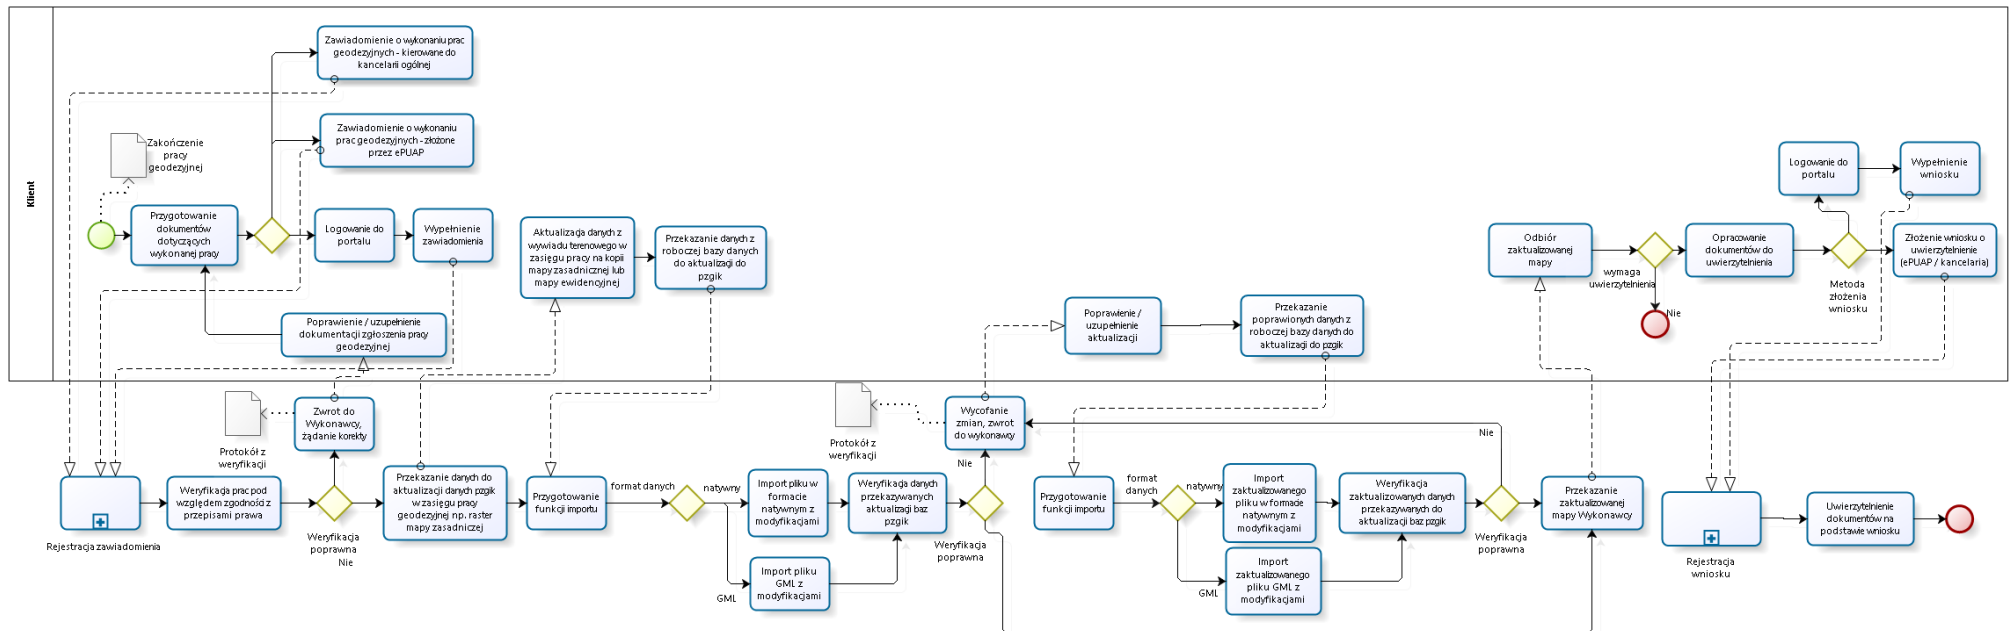 Klient
Zawiadomienie o wykonaniu prac
geodezyjnych - kierowane do
kancelarii ogólnej
Zawiadomienie o wykonaniu
prac geodezyjnych - złożone
przez ePUAP
Zakończenie
pracy
geodezyjnej
Przygotowanie
dokumentów
dotyczących
wykonanej pracy
Logowanie do
portalu
Wypełnienie
zawiadomienia
Poprawienie / uzupełnienie
dokumentacji zgłoszenia pracy
geodezyjnej
Aktualizacja danych z
wywiadu terenowego w
zasięgu pracy na kopii
mapy zasadniczej lub
mapy ewidencyjnej
Przekazanie danych z
roboczej bazy danych
do aktualizacji do
pzgik
Poprawienie /
uzupełnienie
aktualizacji
Przekazanie
poprawionych danych z
roboczej bazy danych do
aktualizacji do pzgik
Odbiór
zaktualizowanej
mapy
wymaga
uwierzytelnienia
Nie
Opracowanie
dokumentów do
uwierzytelnienia
Logowanie do
portalu
Wypełnienie
wniosku
Metoda
złożenia
wniosku
Złożenie wniosku o
uwierzytelnienie
(ePUAP / kancelaria)
Rejestracja zawiadomienia
Weryfikacja prac pod
względem zgodności z
przepisami prawa
Protokół z
weryfikacji
Zwrot do
Wykonawcy,
żądanie korekty
Weryfikacja
poprawna
Nie
Przekazanie danych do
aktualizacji danych pzgik
w zasięgu pracy
geodezyjnej np. raster
mapy zasadniczej
Przygotowanie
funkcji importu
format danych
natywny
GML
Import pliku w
formacie
natywnym z
modyfikacjami
Import pliku
GML z
modyfikacjami
Weryfikacja danych
przekazywanych
aktualizacji baz
pzgik
Protokół z
weryfikacji
Wycofanie
zmian, zwrot
do wykonawcy
Nie
Weryfikacja
poprawna
Przygotowanie
funkcji importu
format
danych
natywny
GML
Import
zaktualizowanego
pliku w formacie
natywnym z
modyfikacjami
Import
zaktualizowanego
pliku GML z
modyfikacjami
Weryfikacja
zaktualizowanych danych
przekazywanych do
aktualizacji baz pzgik
Nie
Weryfikacja
poprawna
Przekazanie
zaktualizowanej
mapy Wykonawcy
Rejestracja
wniosku
Uwierzytelnienie
dokumentów na
podstawie wniosku